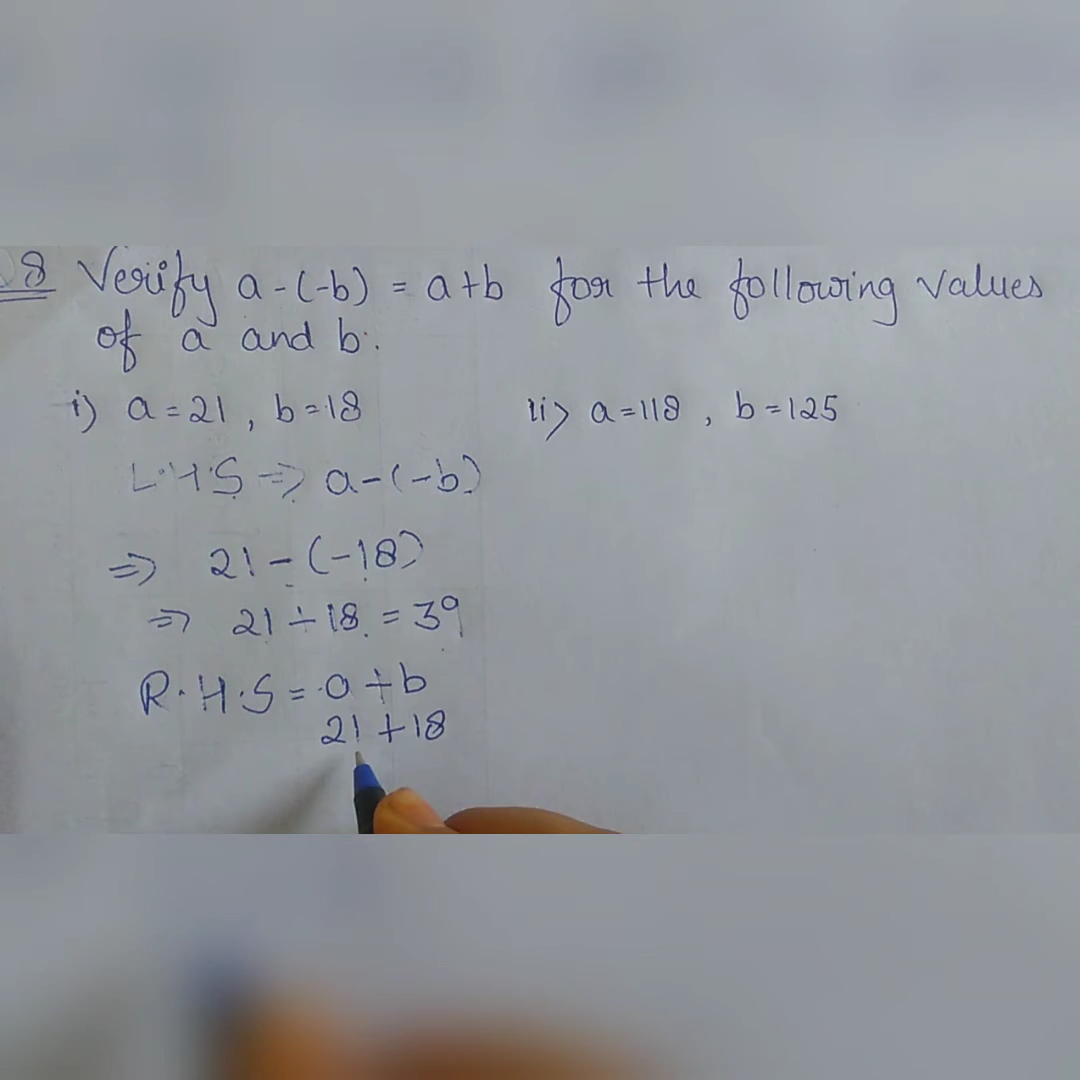 Q8 Verify a-(-b) = a+b for the following values
of a and b:
i) a=21, b=18
ii) a=118, b=125
L.H.S => a-(-b)
=> 21-(-18)
=> 21+18 = 39
R.H.S = a+b
21+18